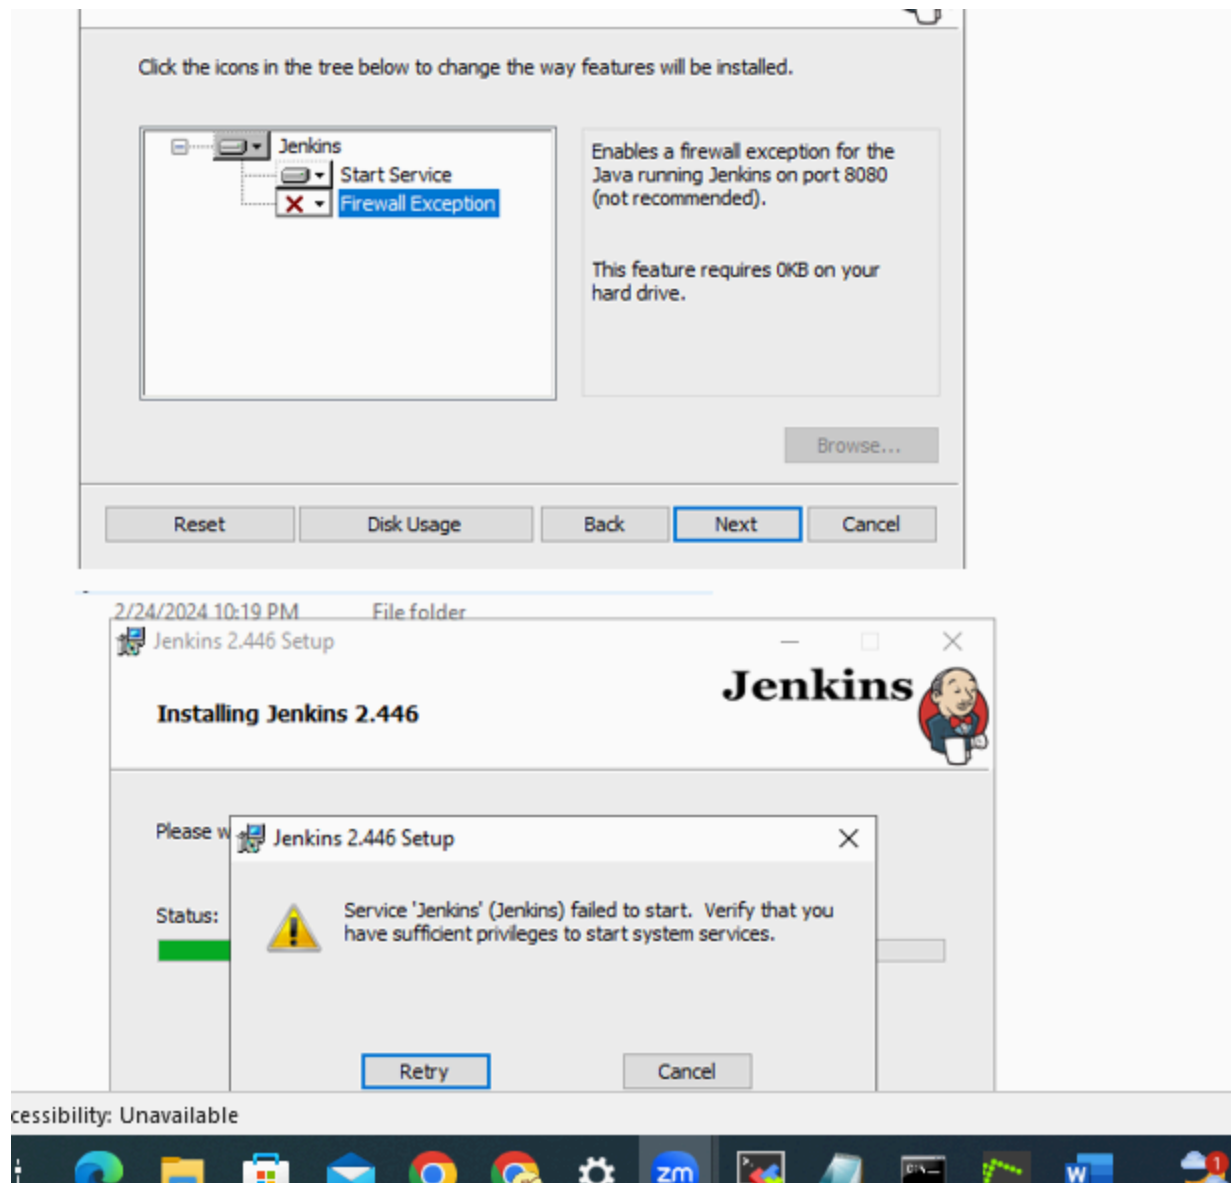 Click the icons in the tree below to change the way features will be installed.
Jenkins
Start Service
Firewall Exception
Enables a firewall exception for the
Java running Jenkins on port 8080
(not recommended).
This feature requires 0KB on your
hard drive.
Browse...
Reset
Disk Usage
Back
Next
Cancel
2/24/2024 10:19 PM
File folder
Jenkins 2.446 Setup
Jenkins
Installing Jenkins 2.446
Please w
Jenkins 2.446 Setup
Status:
Service 'Jenkins' (Jenkins) failed to start. Verify that you
have sufficient privileges to start system services.
Retry
Cancel
cessibility: Unavailable
zm
W
1